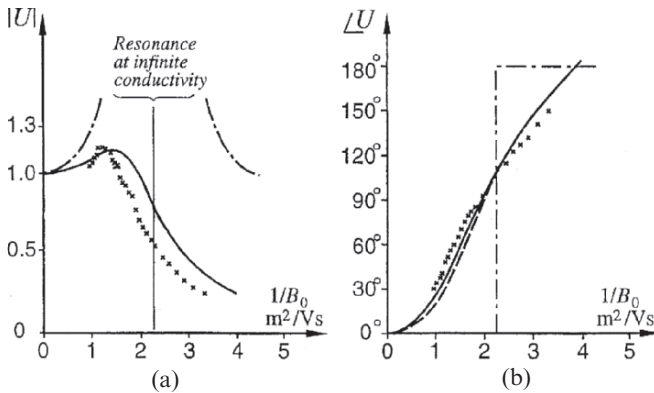 |U|
Resonance
at infinite
conductivity
1.3
1.0
0.5
0
0 1 2 3 4 5
1/B₀
m²/Vs
(a)
∠U
180°
150°
120°
90°
60°
30°
0°
0 1 2 3 4 5
1/B₀
m²/Vs
(b)